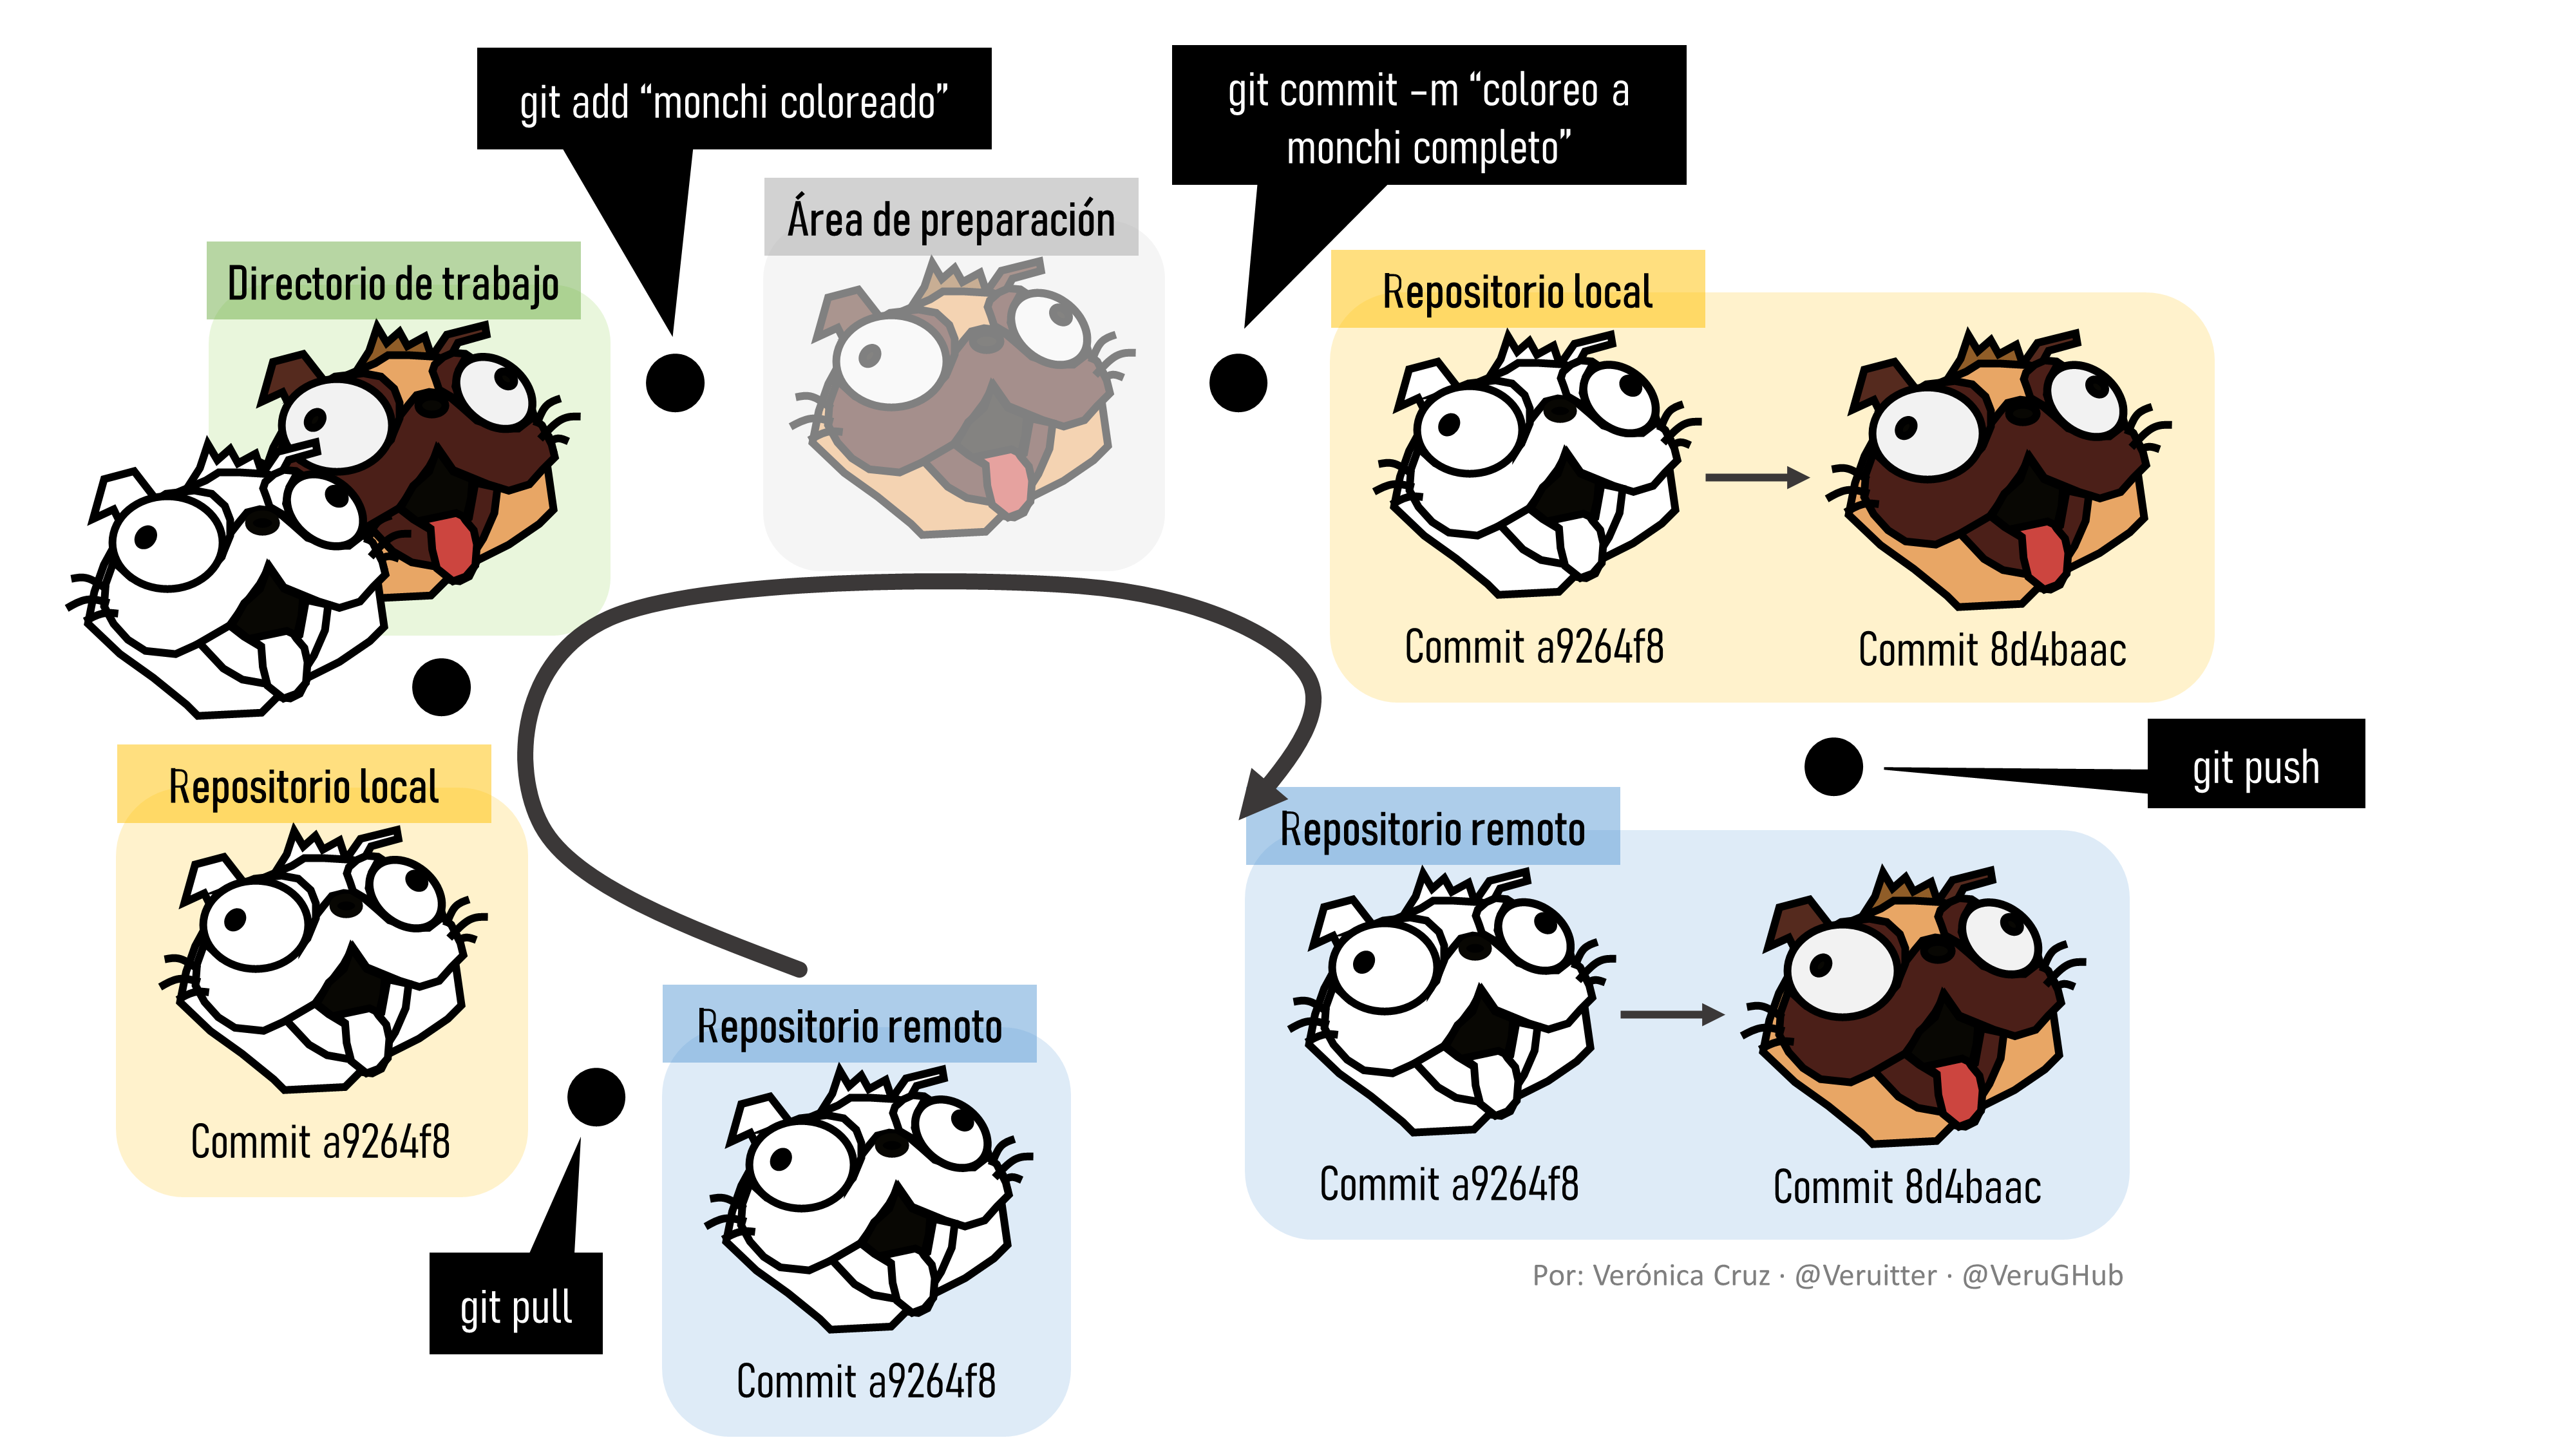 git add “monchi coloreado”
git commit –m “coloreo a
monchi completo”
Área de preparación
Directorio de trabajo
Repositorio local
Commit a9264f8
Commit 8d4baac
git push
Repositorio local
Commit a9264f8
Repositorio remoto
Commit a9264f8
Commit 8d4baac
Repositorio remoto
Commit a9264f8
git pull
Por: Verónica Cruz · @Veruitter · @VeruGHub